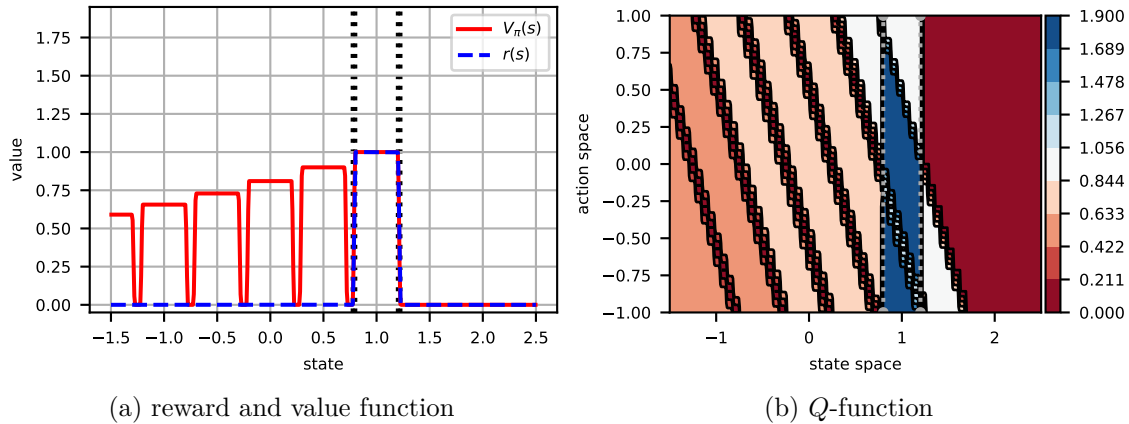 1.75
1.50
1.25
1.00
0.75
0.50
0.25
0.00
value
V_π(s)
r(s)
−1.5 −1.0 −0.5 0.0 0.5 1.0 1.5 2.0 2.5
state
(a) reward and value function
1.00
0.75
0.50
0.25
0.00
−0.25
−0.50
−0.75
−1.00
action space
−1 0 1 2
state space
1.900
1.689
1.478
1.267
1.056
0.844
0.633
0.422
0.211
0.000
(b) Q-function